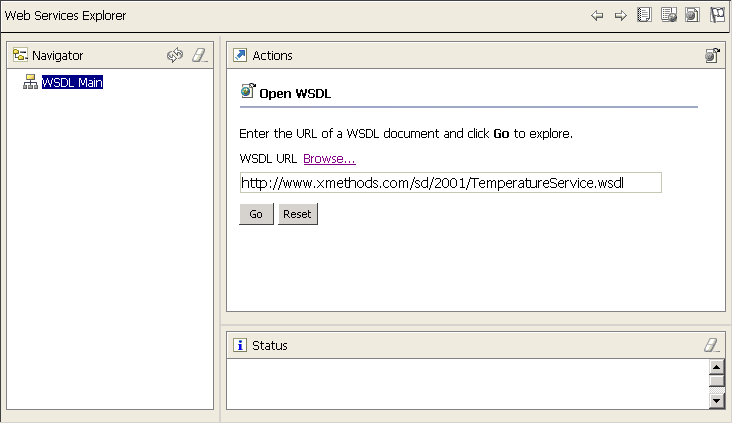 Web Services Explorer
Navigator
WSDL Main
Actions
Open WSDL
Enter the URL of a WSDL document and click Go to explore.
WSDL URL Browse...
http://www.xmethods.com/sd/2001/TemperatureService.wsdl
Go Reset
Status